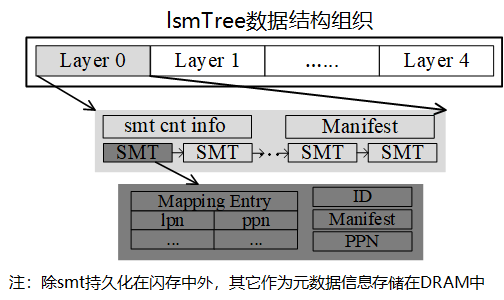 lsmTree数据结构组织
Layer 0 Layer 1 ...... Layer 4
smt cnt info Manifest
SMT SMT ... SMT SMT
Mapping Entry ID
lpn ppn Manifest
... ... PPN
注：除smt持久化在闪存中外，其它作为元数据信息存储在DRAM中